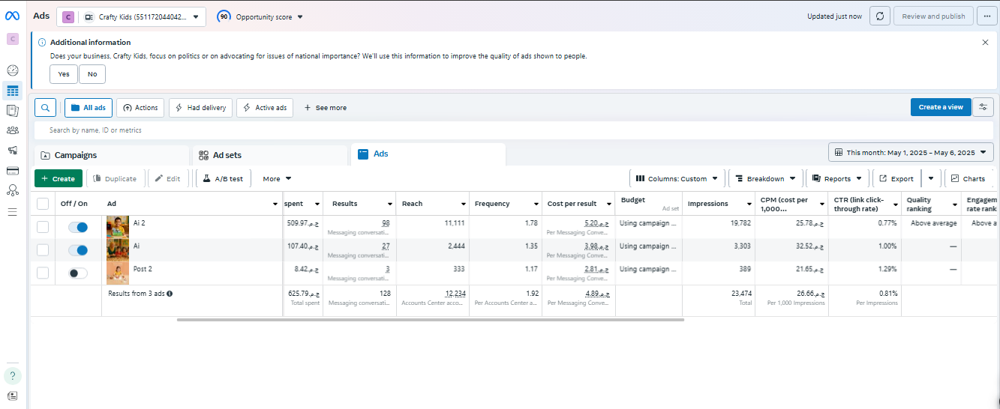 Ads
C
Crafty Kids (551172044042...
90
Opportunity score
Updated just now
Review and publish
C
Additional information
Does your business, Crafty Kids, focus on politics or on advocating for issues of national importance? We'll use this information to improve the quality of ads shown to people.
Yes
No
All ads
Actions
Had delivery
Active ads
See more
Create a view
Search by name, ID or metrics
Campaigns
Ad sets
Ads
This month: May 1, 2025 – May 6, 2025
+ Create
Duplicate
Edit
A/B test
More
Columns: Custom
Breakdown
Reports
Export
Charts
Off / On
Ad
spent
Results
Reach
Frequency
Cost per result
Budget
Ad set
Impressions
CPM (cost per
1,000...
CTR (link click-
through rate)
Quality
ranking
Engagem
rate rank
Ai 2
509.97ج.م.
98
Messaging conversati...
11,111
1.78
5.20ج.م.
Per Messaging Conve...
Using campaign ...
19,782
25.78ج.م.
0.77%
Above average
Above a
Ai
107.40ج.م.
27
Messaging conversati...
2,444
1.35
3.98ج.م.
Per Messaging Conve...
Using campaign ...
3,303
32.52ج.م.
1.00%
—
Post 2
8.42ج.م.
3
Messaging conversati...
333
1.17
2.81ج.م.
Per Messaging Conve...
Using campaign ...
389
21.65ج.م.
1.29%
—
Results from 3 ads
625.79ج.م.
Total spent
128
Messaging conversati...
12,234
Accounts Center acco...
1.92
Per Accounts Center a...
4.89ج.م.
Per Messaging Conve...
23,474
Total
26.66ج.م.
Per 1,000 Impressions
0.81%
Per Impressions
?